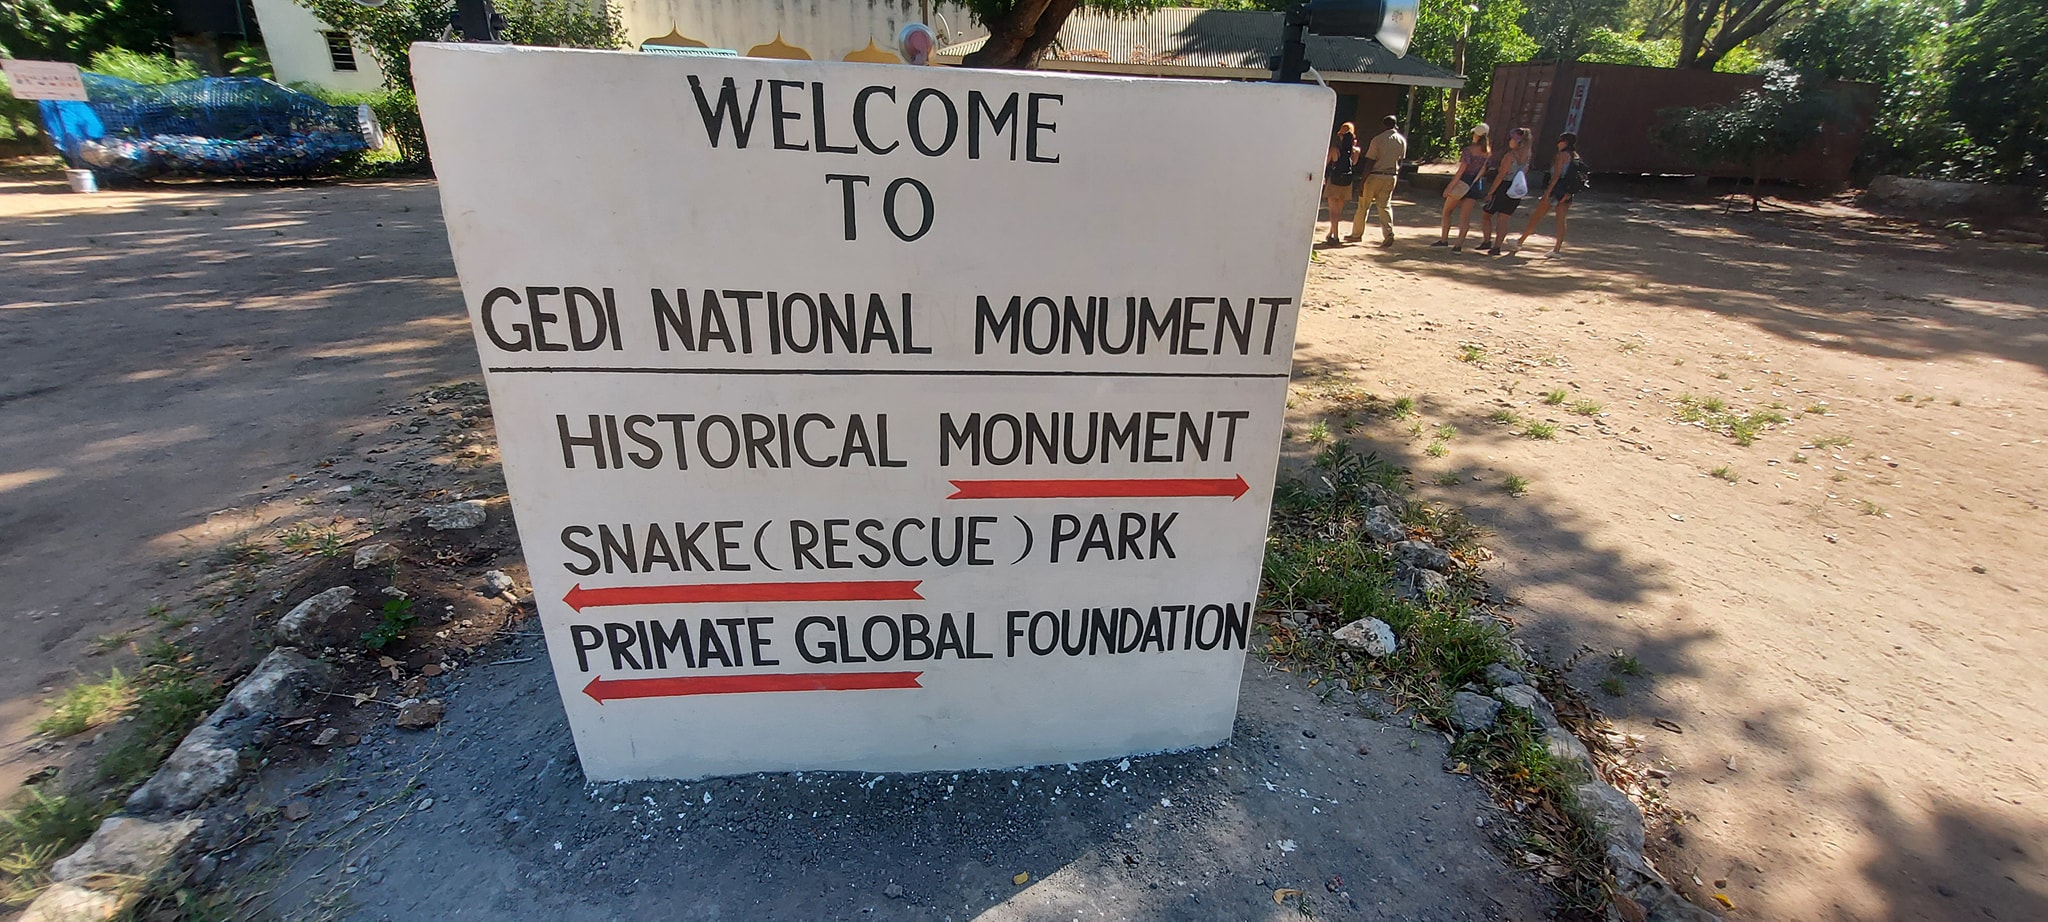 WELCOME
TO
GEDI NATIONAL MONUMENT
HISTORICAL MONUMENT
SNAKE (RESCUE) PARK
PRIMATE GLOBAL FOUNDATION